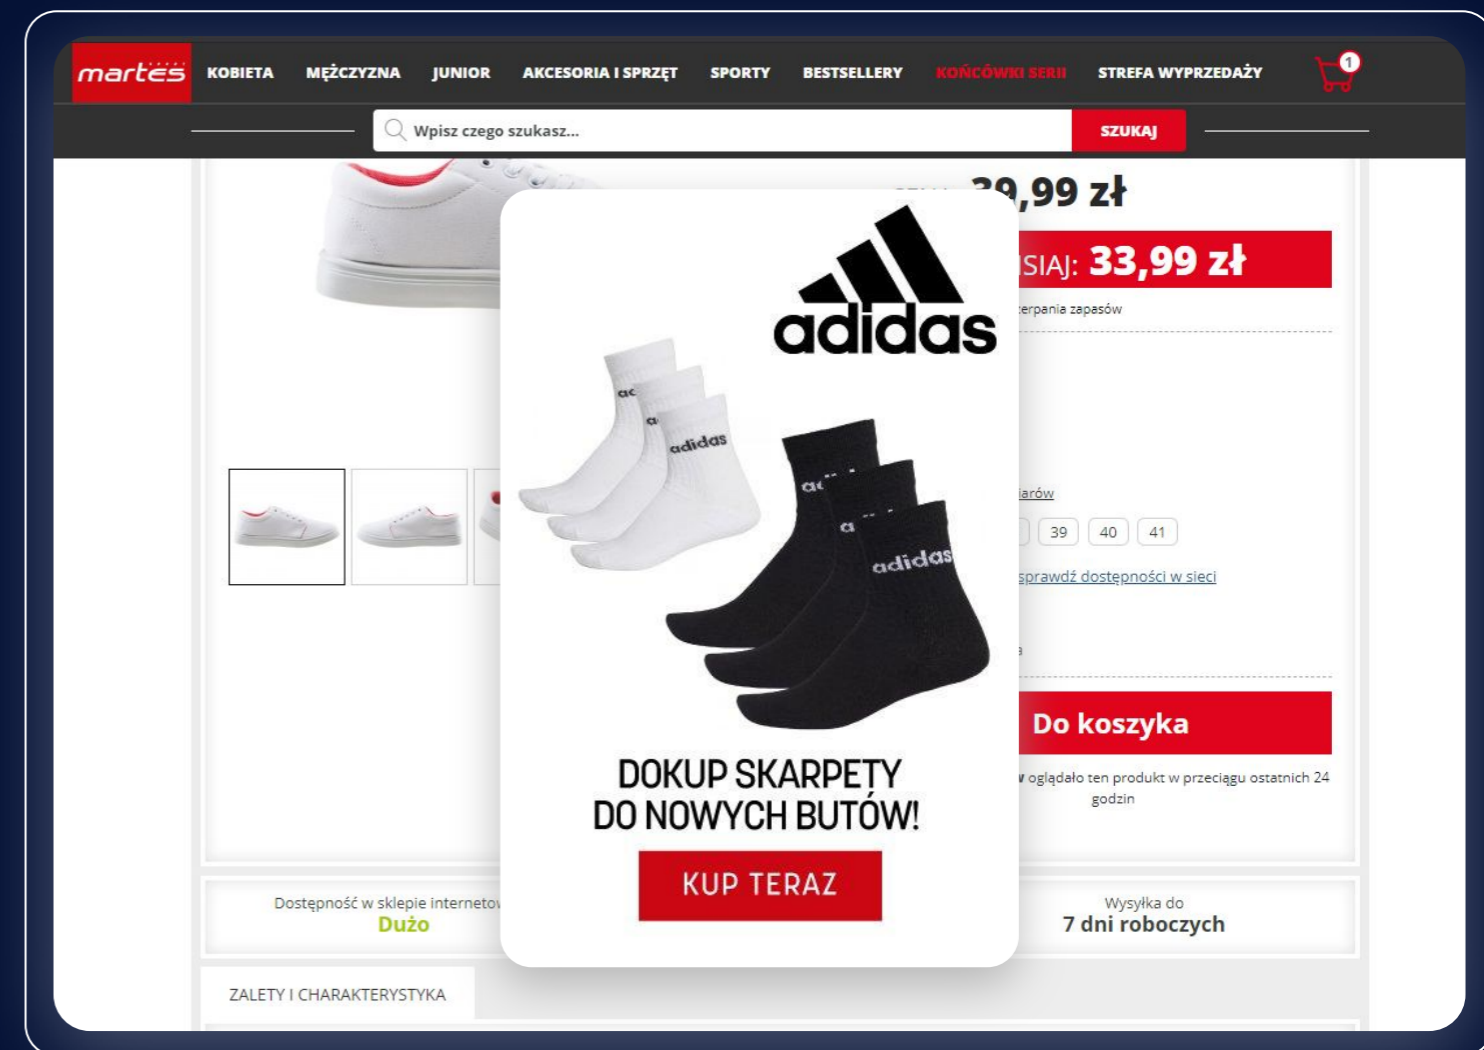 martes
KOBIETA MĘŻCZYZNA JUNIOR AKCESORIA I SPRZĘT SPORTY BESTSELLERY KOŃCÓWKI SERII STREFA WYPRZEDAŻY 1
Wpisz czego szukasz... SZUKAJ
39,99 zł
33,99 zł
zapasów
adidas
adidas
adidas
39 40 41
sprawdź dostępności w sieci
Do koszyka
oglądało ten produkt w przeciągu ostatnich 24
godzin
DOKUP SKARPETY
DO NOWYCH BUTÓW!
KUP TERAZ
Dostępność w sklepie
Dużo
Wysyłka do
7 dni roboczych
ZALETY I CHARAKTERYSTYKA